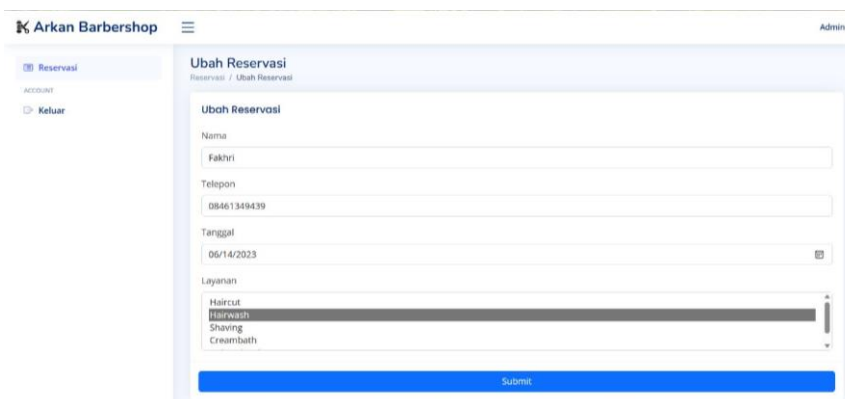 Arkan Barbershop
Admin
Reservasi
ACCOUNT
Keluar
Ubah Reservasi
Reservasi / Ubah Reservasi
Ubah Reservasi
Nama
Fakhri
Telepon
08461349439
Tanggal
06/14/2023
Layanan
Haircut
Hairwash
Shaving
Creambath
Submit